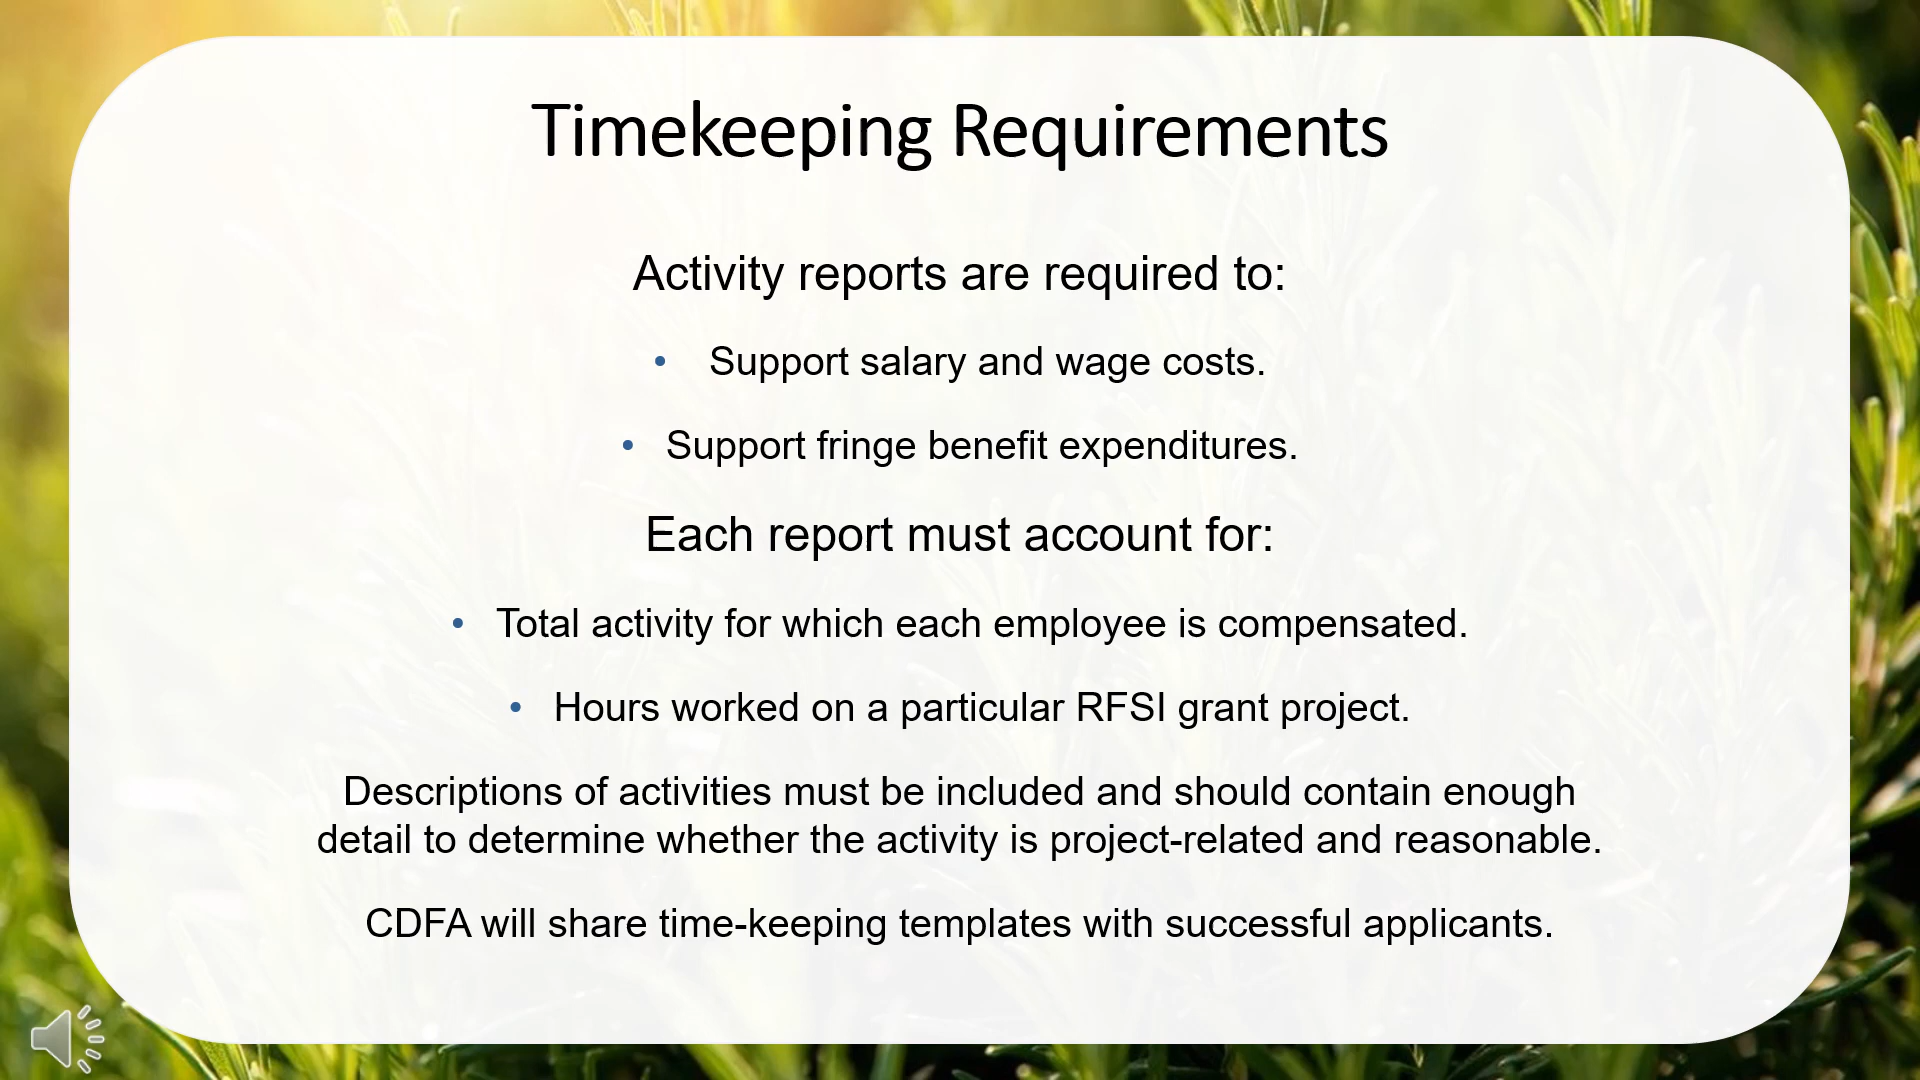 Timekeeping Requirements
Activity reports are required to:
• Support salary and wage costs.
• Support fringe benefit expenditures.
Each report must account for:
• Total activity for which each employee is compensated.
• Hours worked on a particular RFSI grant project.
Descriptions of activities must be included and should contain enough
detail to determine whether the activity is project-related and reasonable.
CDFA will share time-keeping templates with successful applicants.